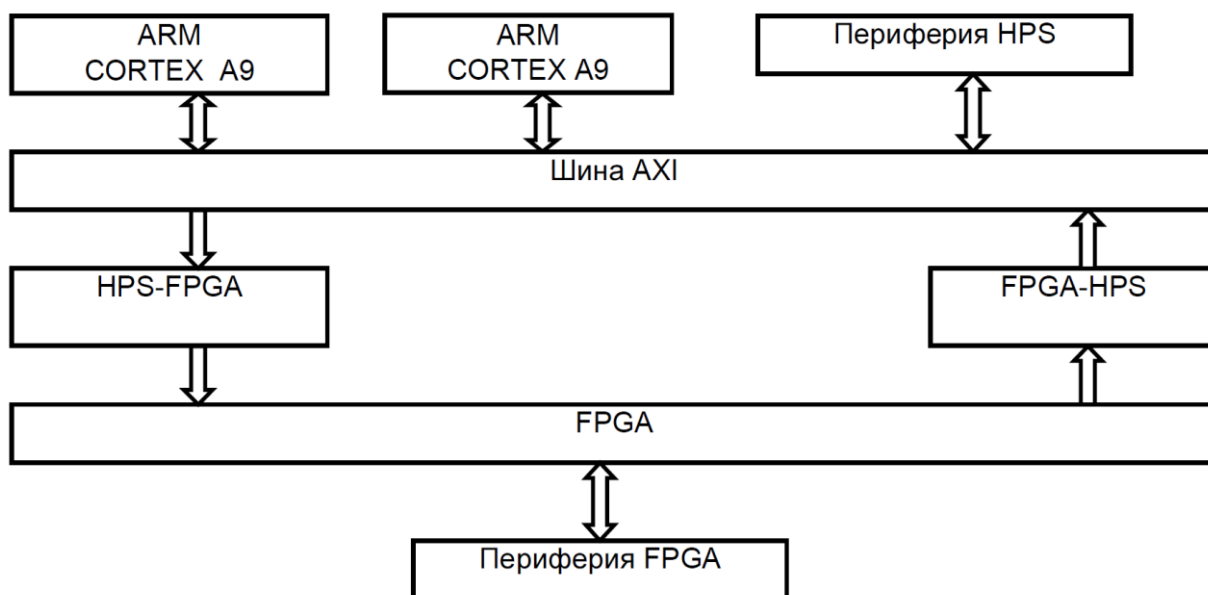 ARM
CORTEX A9
ARM
CORTEX A9
Периферия HPS
Шина AXI
HPS-FPGA
FPGA-HPS
FPGA
Периферия FPGA